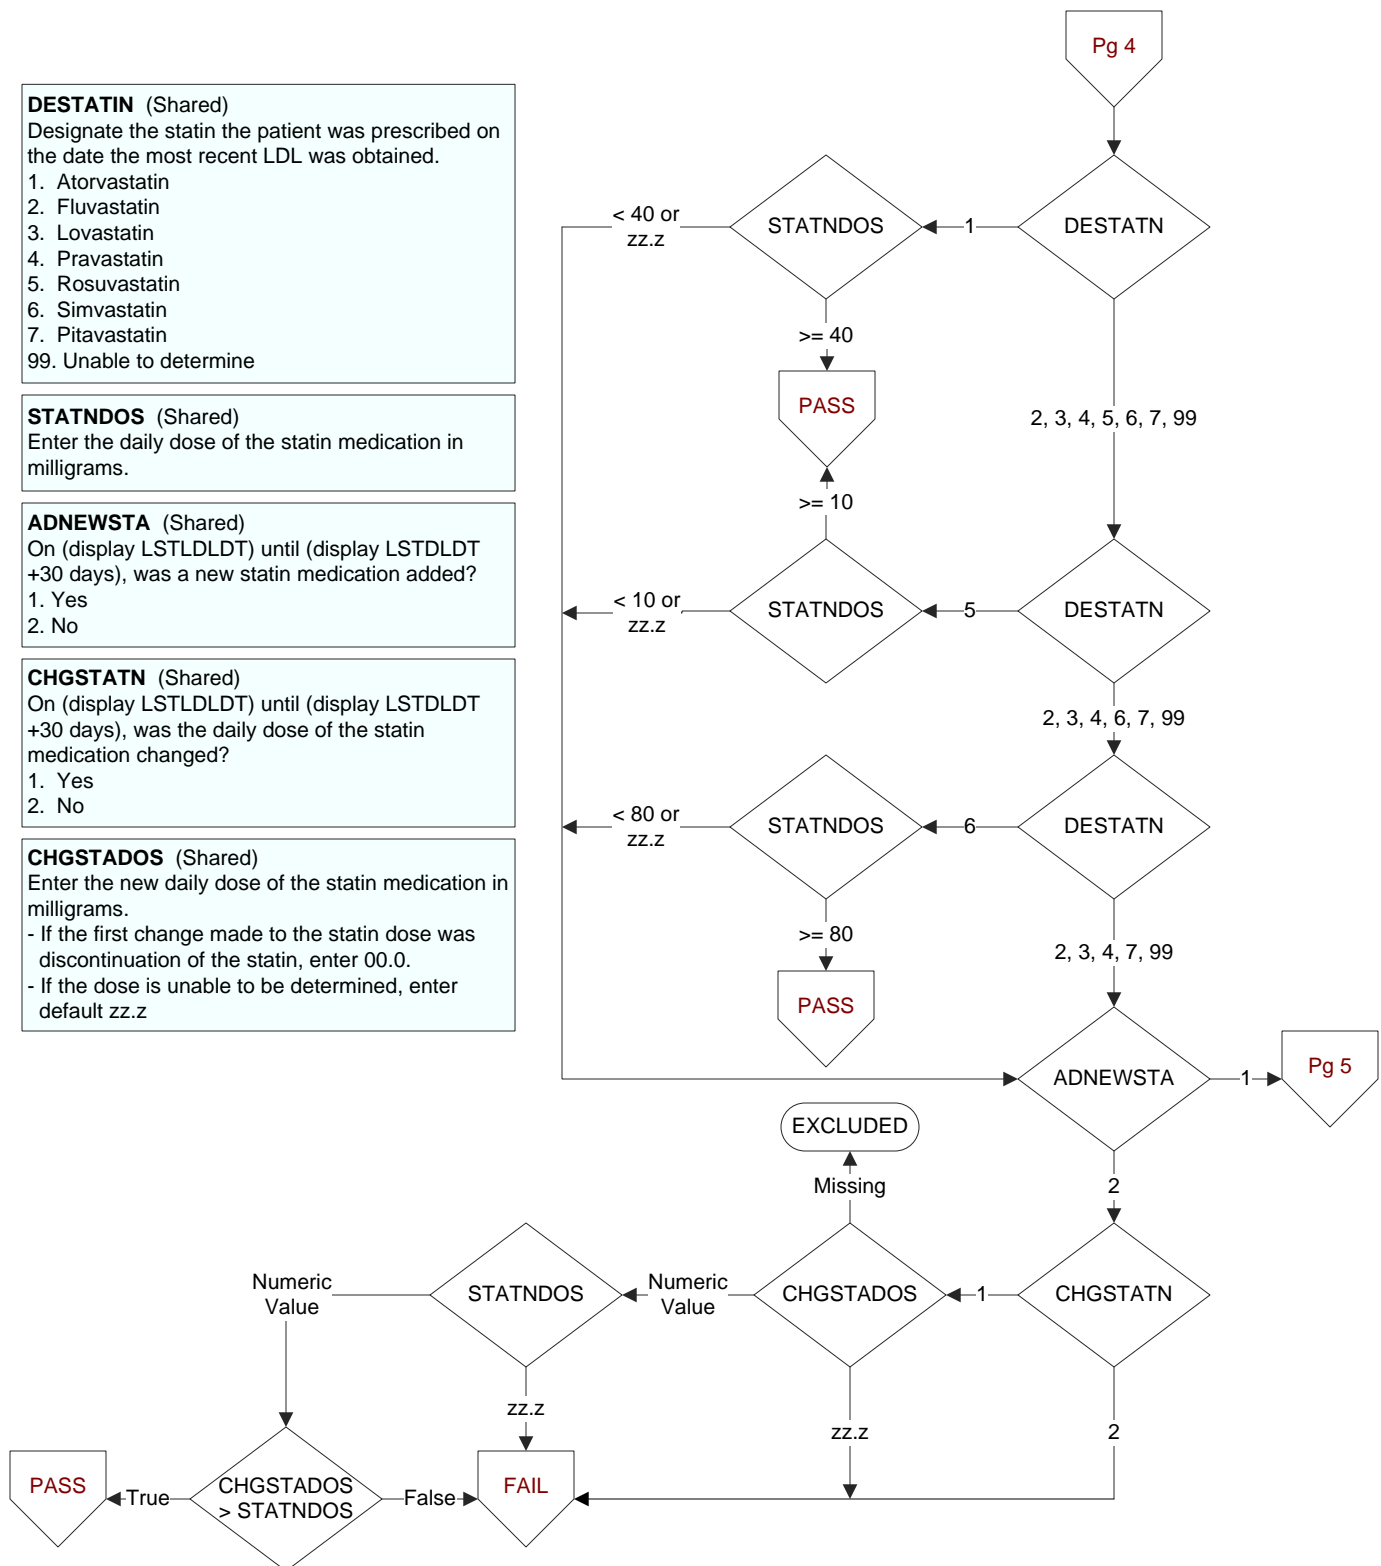 Pg 4
DESTATIN (Shared)
Designate the statin the patient was prescribed on
the date the most recent LDL was obtained.
1. Atorvastatin
2. Fluvastatin
3. Lovastatin
4. Pravastatin
5. Rosuvastatin
6. Simvastatin
7. Pitavastatin
99. Unable to determine
STATNDOS (Shared)
Enter the daily dose of the statin medication in
milligrams.
ADNEWSTA (Shared)
On (display LSTLDLDT) until (display LSTDLDT
+30 days), was a new statin medication added?
1. Yes
2. No
CHGSTATN (Shared)
On (display LSTLDLDT) until (display LSTDLDT
+30 days), was the daily dose of the statin
medication changed?
1. Yes
2. No
CHGSTADOS (Shared)
Enter the new daily dose of the statin medication in
milligrams.
- If the first change made to the statin dose was
discontinuation of the statin, enter 00.0.
- If the dose is unable to be determined, enter
default zz.z
< 40 or
zz.z
STATNDOS
1
DESTATN
>= 40
PASS
2, 3, 4, 5, 6, 7, 99
>= 10
< 10 or
zz.z
STATNDOS
5
DESTATN
2, 3, 4, 6, 7, 99
< 80 or
zz.z
STATNDOS
6
DESTATN
>= 80
PASS
2, 3, 4, 7, 99
ADNEWSTA
1
Pg 5
EXCLUDED
Missing
2
Numeric
Value
STATNDOS
Numeric
Value
CHGSTADOS
1
CHGSTATN
zz.z
zz.z
2
PASS
True
CHGSTADOS
> STATNDOS
False
FAIL